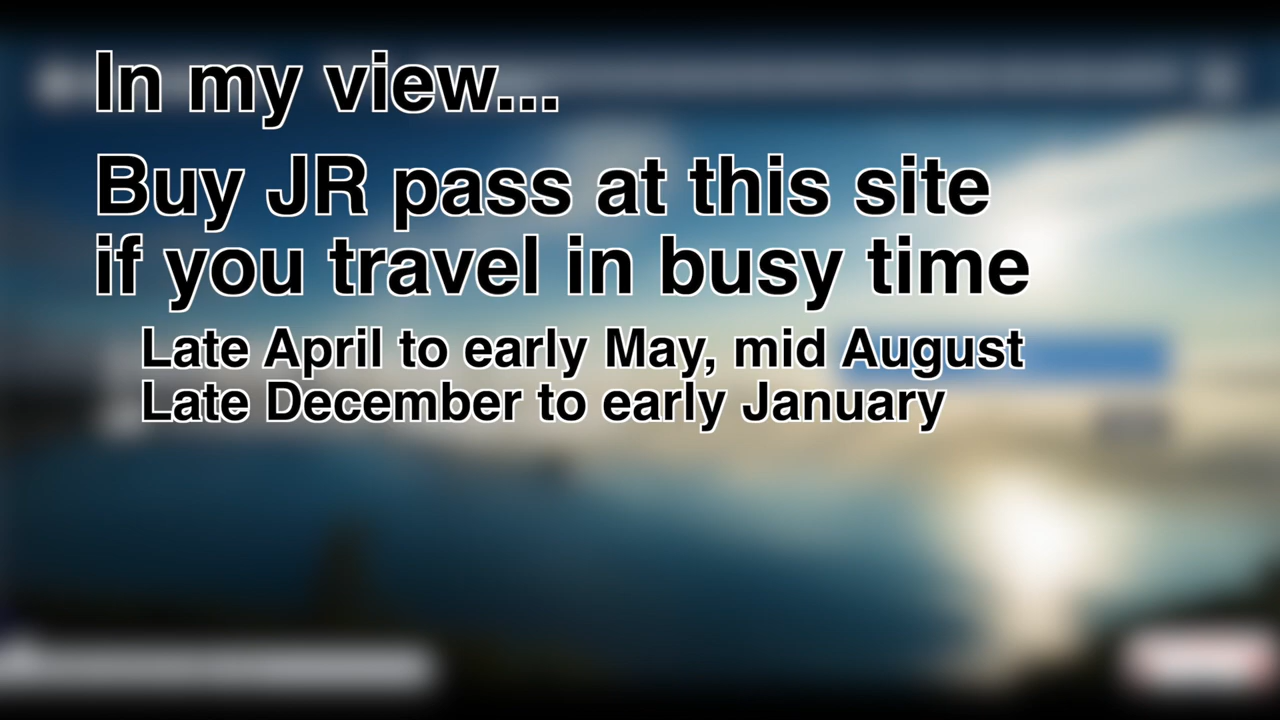 In my view...
Buy JR pass at this site
if you travel in busy time
Late April to early May, mid August
Late December to early January